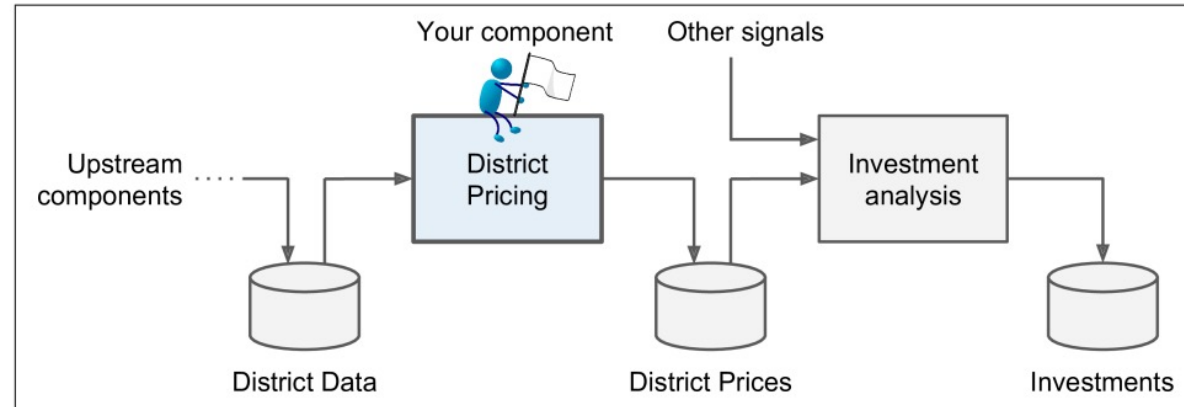 Your component
Other signals
Upstream
components
District
Pricing
Investment
analysis
District Data
District Prices
Investments